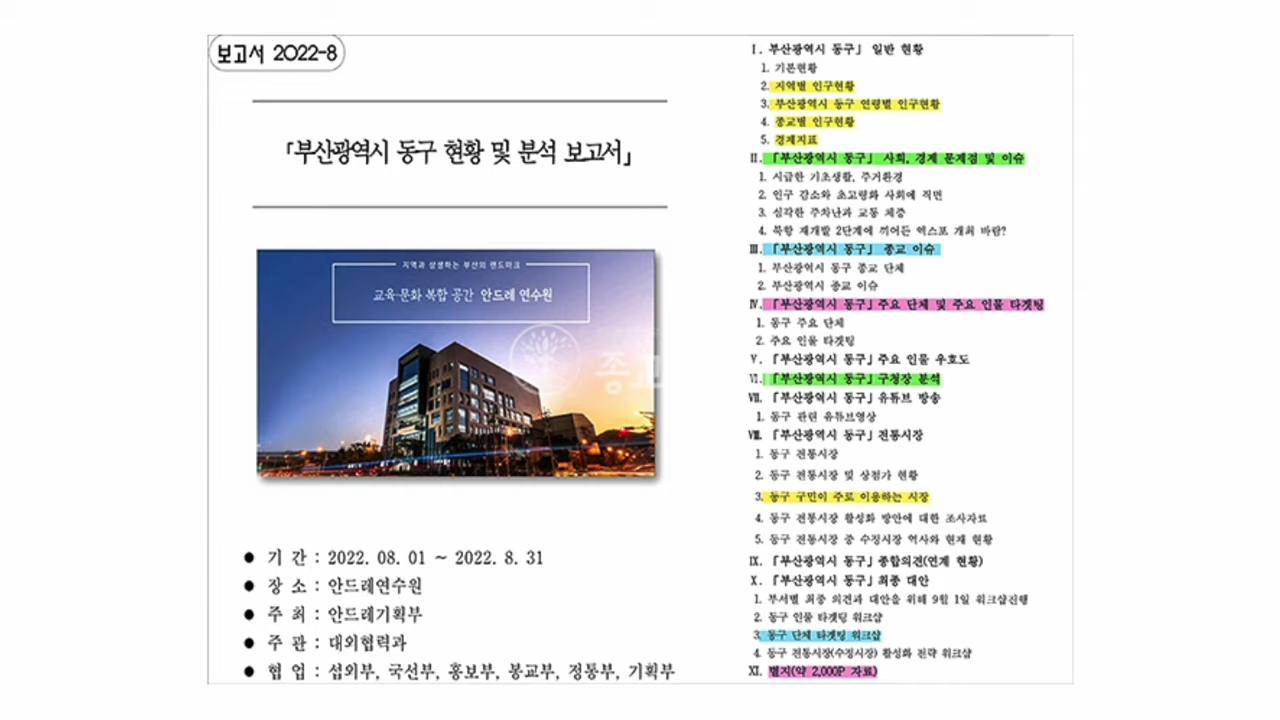 보고서 2022-8
「부산광역시 동구 현황 및 분석 보고서」
지역과 상생하는 부산의 랜드마크
교육·문화 복합 공간 안드레 연수원
● 기 간 : 2022. 08. 01 ~ 2022. 8. 31
● 장 소 : 안드레연수원
● 주 최 : 안드레기획부
● 주 관 : 대외협력과
● 협 업 : 섭외부, 국선부, 홍보부, 봉교부, 정통부, 기획부
Ⅰ. 부산광역시 동구」 일반 현황
1. 기본현황
2. 지역별 인구현황
3. 부산광역시 동구 연령별 인구현황
4. 종교별 인구현황
5. 경제지표
Ⅱ. 「부산광역시 동구」 사회, 경제 문제점 및 이슈
1. 시급한 기초생활, 주거환경
2. 인구 감소와 초고령화 사회에 직면
3. 심각한 주차난과 교통 체증
4. 북항 재개발 2단계에 끼어든 엑스포 개최 바람?
Ⅲ. 「부산광역시 동구」 종교 이슈
1. 부산광역시 동구 종교 단체
2. 부산광역시 종교 이슈
Ⅳ. 「부산광역시 동구」주요 단체 및 주요 인물 타겟팅
1. 동구 주요 단체
2. 주요 인물 타겟팅
Ⅴ. 「부산광역시 동구」주요 인물 우호도
Ⅵ. 「부산광역시 동구」구청장 분석
Ⅶ. 「부산광역시 동구」유튜브 방송
1. 동구 관련 유튜브영상
Ⅷ. 「부산광역시 동구」전통시장
1. 동구 전통시장
2. 동구 전통시장 및 상점가 현황
3. 동구 구민이 주로 이용하는 시장
4. 동구 전통시장 활성화 방안에 대한 조사자료
5. 동구 전통시장 중 수정시장 역사와 현재 현황
Ⅸ. 「부산광역시 동구」종합의견(연계 현황)
Ⅹ. 「부산광역시 동구」최종 대안
1. 부서별 최종 의견과 대안을 위해 9월 1일 워크샵진행
2. 동구 인물 타겟팅 워크샵
3. 동구 단체 타겟팅 워크샵
4. 동구 전통시장(수정시장) 활성화 전략 워크샵
Ⅺ. 별지(약 2,000P 자료)